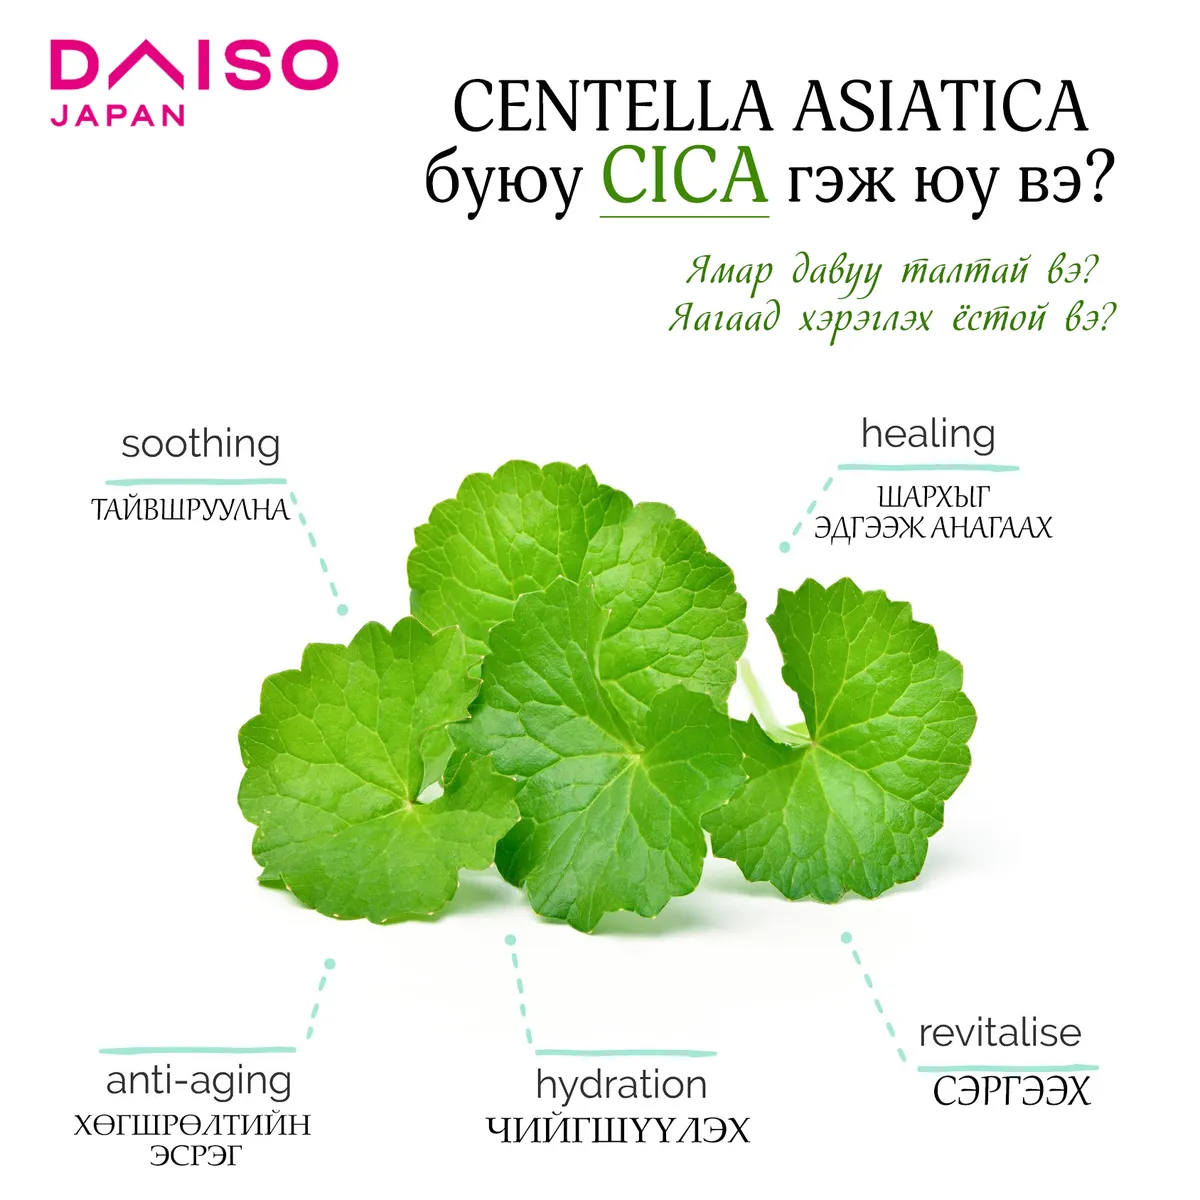 DAISO
JAPAN
CENTELLA ASIATICA
буюу CICA гэж юу вэ?
Ямар давуу талтай вэ?
Яагаад хэрэглэх ёстой вэ?
soothing
ТАЙВШРУУЛНА
healing
ШАРХЫГ
ЭДГЭЭЖ АНАГААХ
anti-aging
ХӨГШРӨЛТИЙН
ЭСРЭГ
hydration
ЧИЙГШҮҮЛЭХ
revitalise
СЭРГЭЭХ